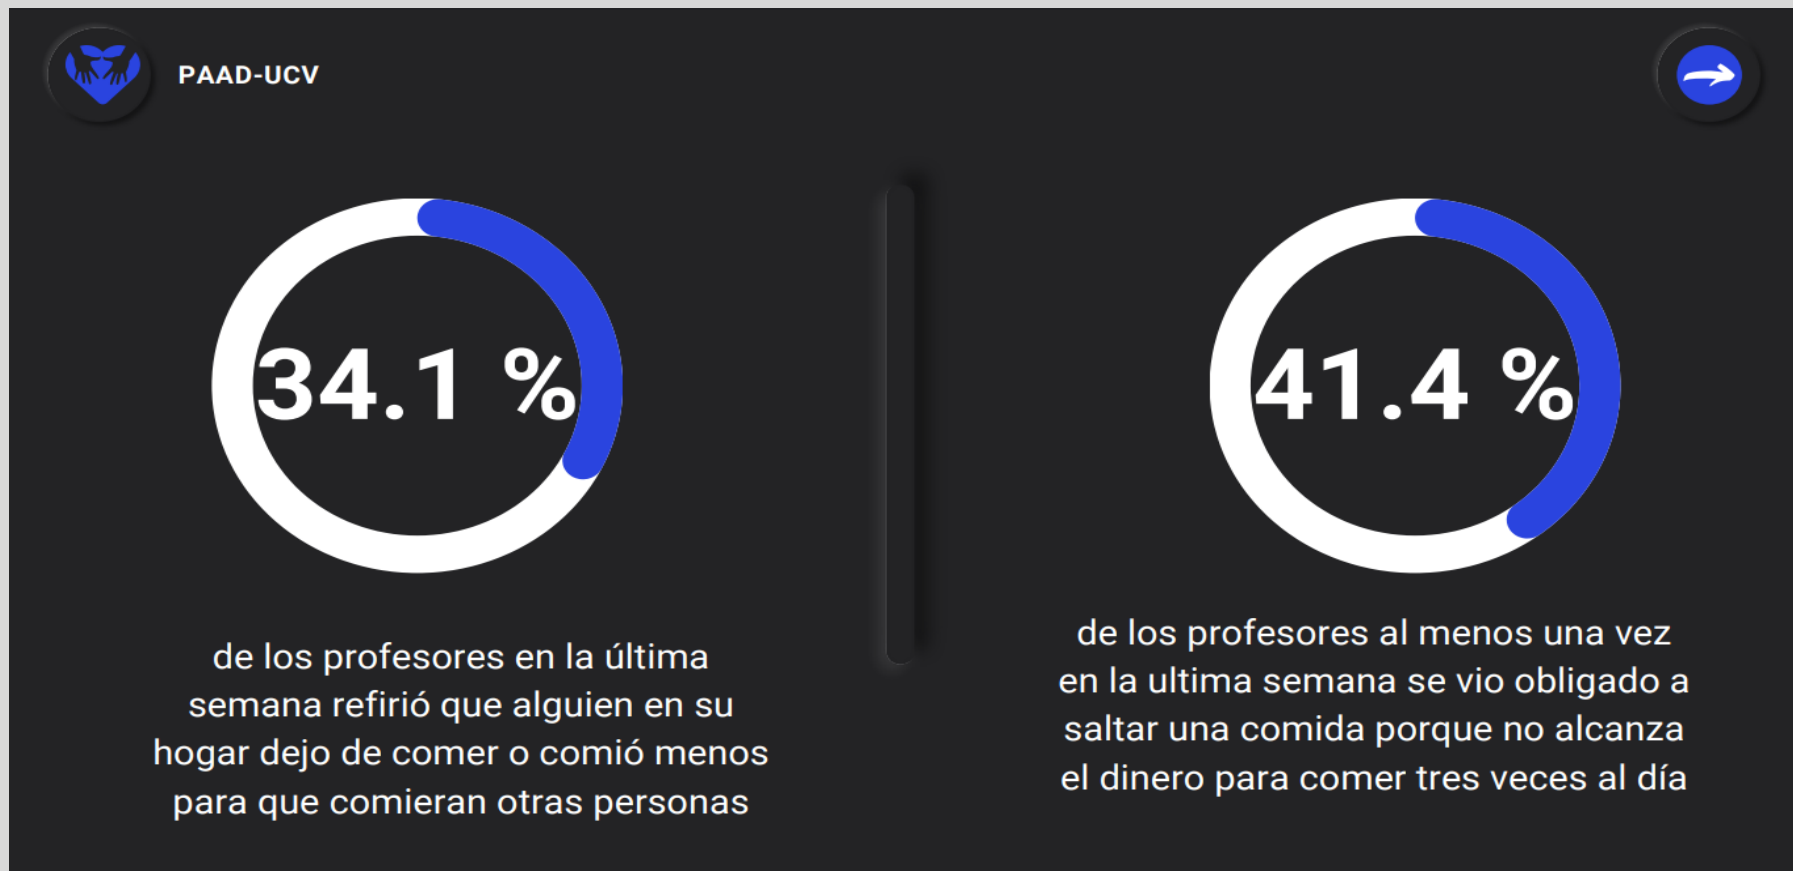 PAAD-UCV
34.1 %
de los profesores en la última
semana refirió que alguien en su
hogar dejo de comer o comió menos
para que comieran otras personas
41.4 %
de los profesores al menos una vez
en la ultima semana se vio obligado a
saltar una comida porque no alcanza
el dinero para comer tres veces al día